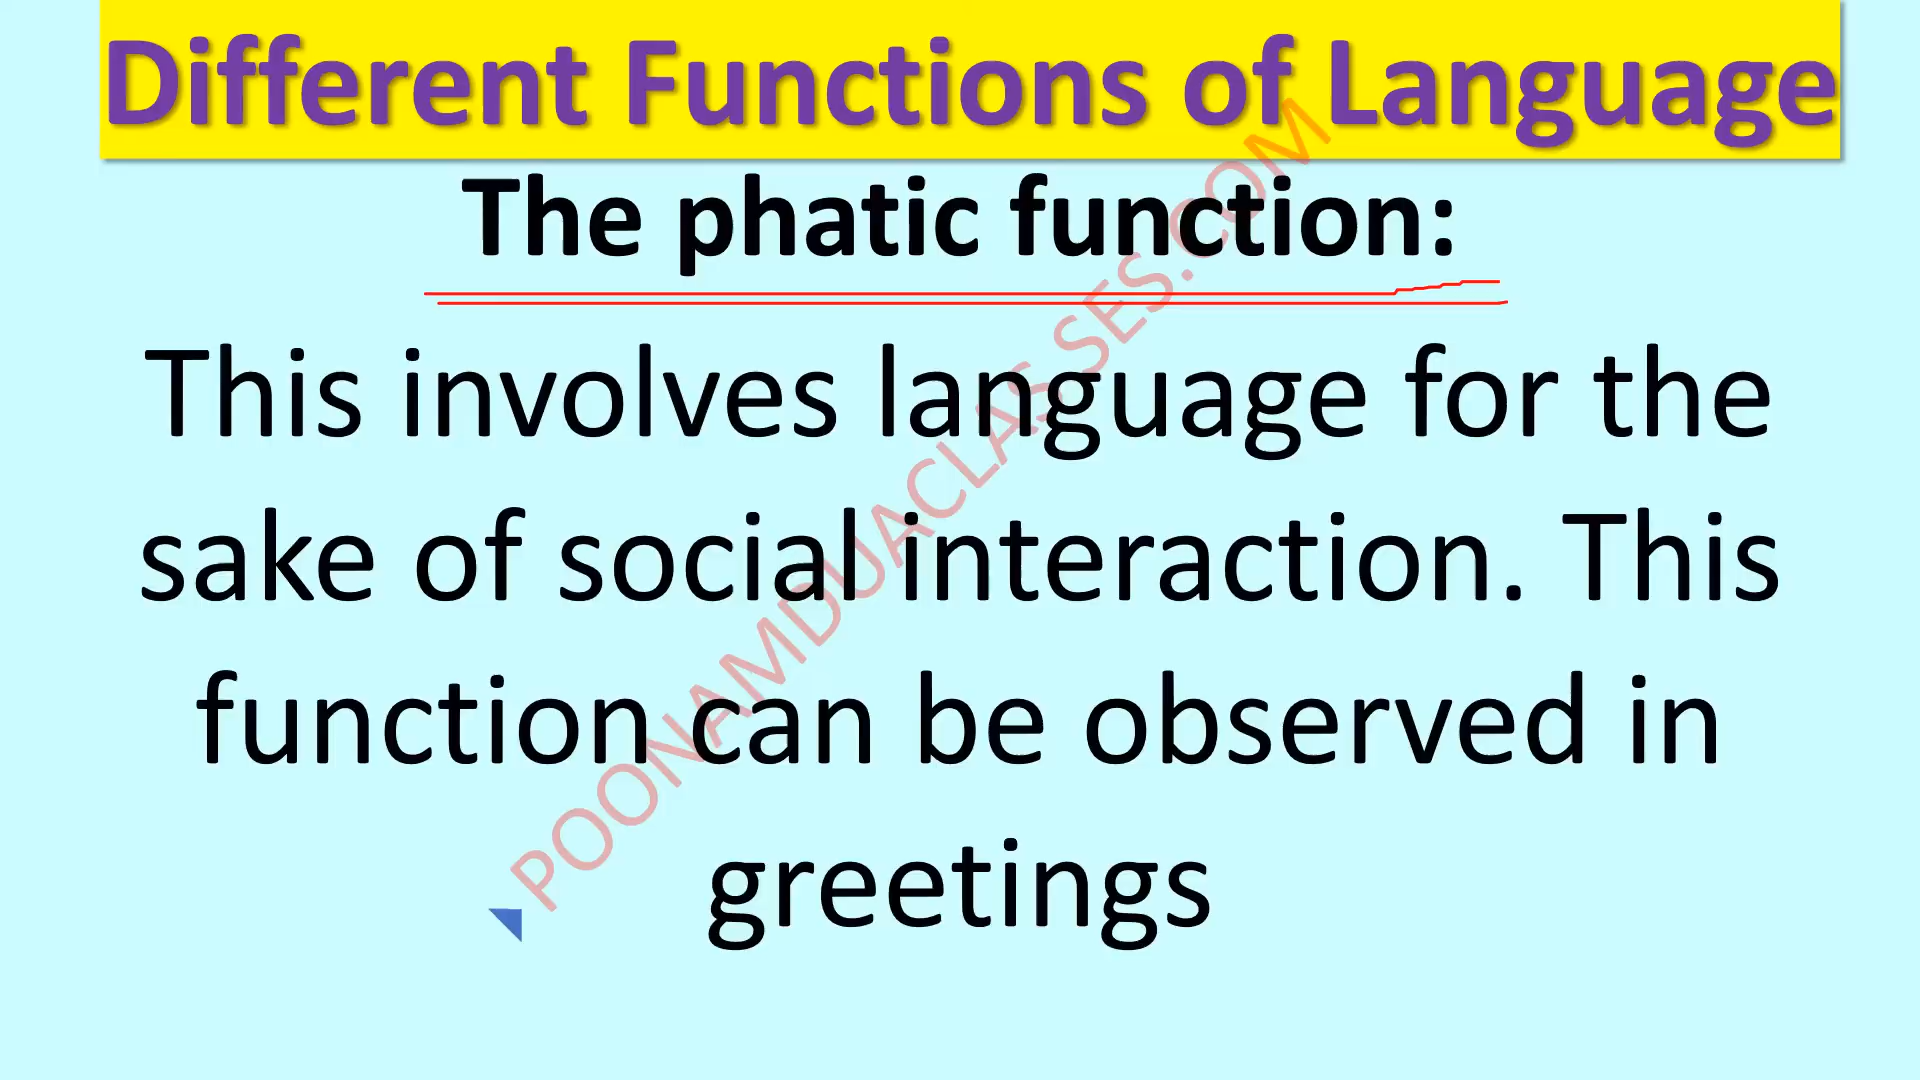 Different Functions of Language
The phatic function:
This involves language for the
sake of social interaction. This
function can be observed in
greetings
POONAMDUACLASSES.COM